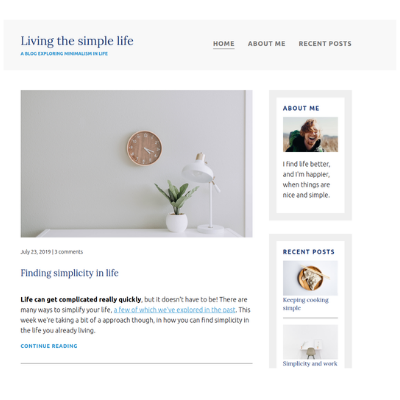 Living the simple life
A BLOG EXPLORING MINIMALISM IN LIFE
HOME ABOUT ME RECENT POSTS
July 23, 2019 | 3 comments
Finding simplicity in life
Life can get complicated really quickly, but it doesn't have to be! There are
many ways to simplify your life, a few of which we've explored in the past. This
week we're taking a bit of a approach though, in how you can find simplicity in
the life you already living.
CONTINUE READING
ABOUT ME
I find life better,
and I'm happier,
when things are
nice and simple.
RECENT POSTS
Keeping cooking
simple
Simplicity and work